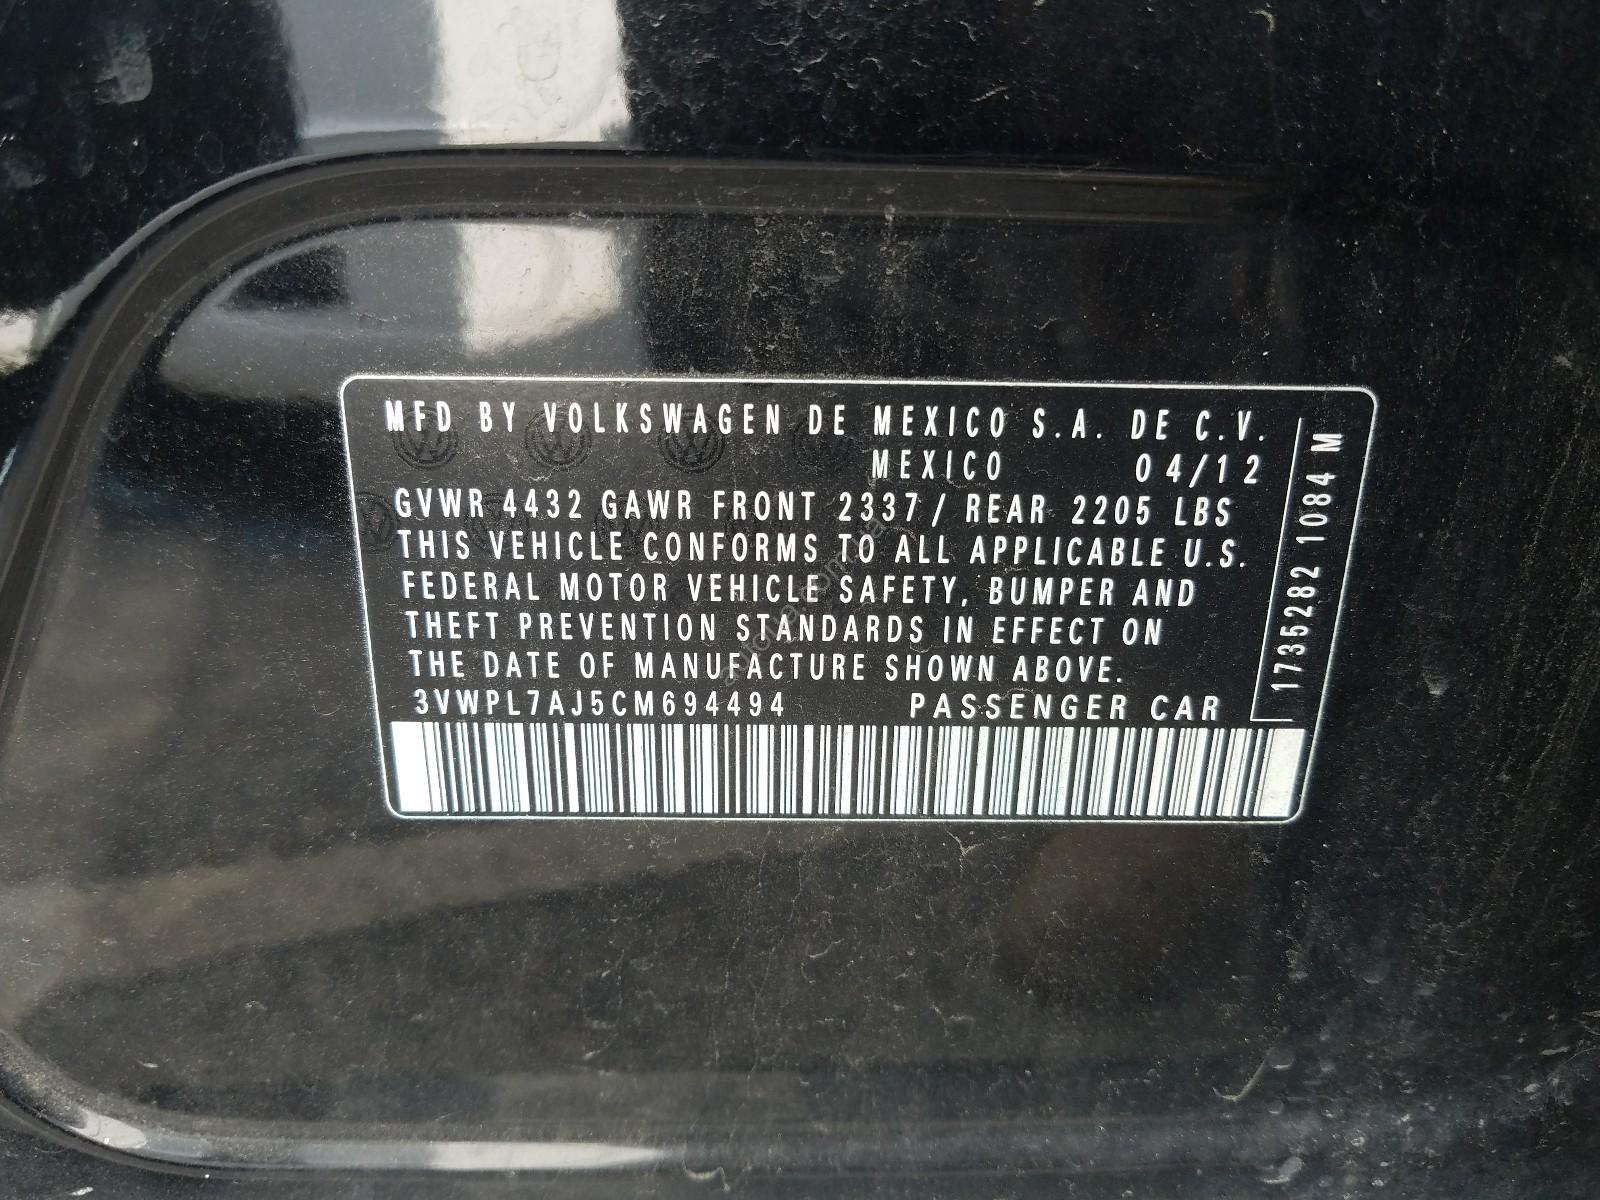 MFD BY VOLKSWAGEN DE MEXICO S.A. DE C.V.
MEXICO 04/12
GVWR 4432 GAWR FRONT 2337 / REAR 2205 LBS
THIS VEHICLE CONFORMS TO ALL APPLICABLE U.S.
FEDERAL MOTOR VEHICLE SAFETY, BUMPER AND
THEFT PREVENTION STANDARDS IN EFFECT ON
THE DATE OF MANUFACTURE SHOWN ABOVE.
3VWPL7AJ5CM694494 PASSENGER CAR
1735282 1084 M